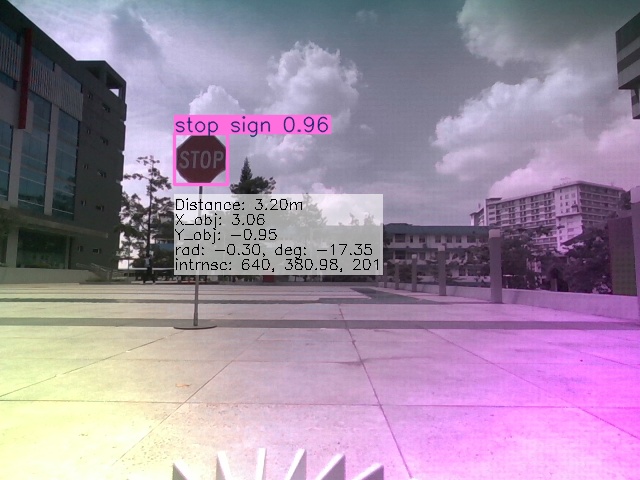 stop sign 0.96
STOP
Distance: 3.20m
X_obj: 3.06
Y_obj: -0.95
rad: -0.30, deg: -17.35
intrnsc: 640, 380.98, 201